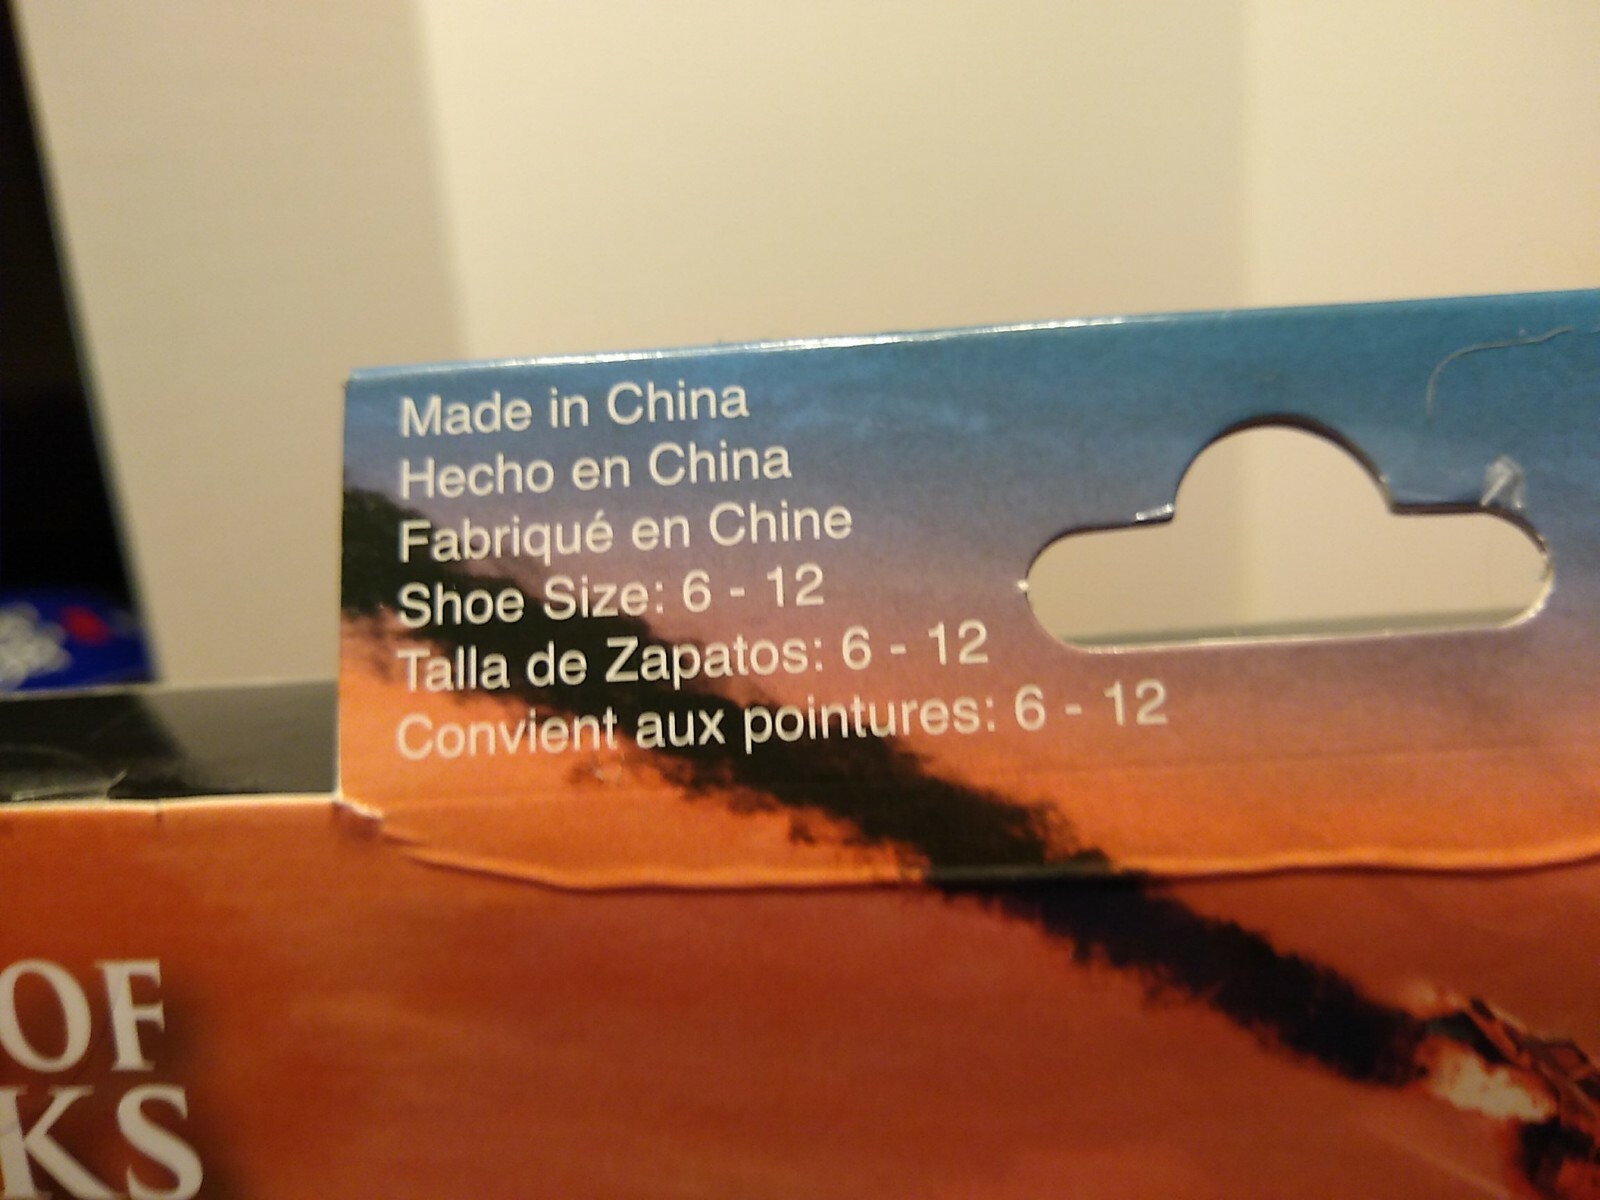 Made in China
Hecho en China
Fabriqué en Chine
Shoe Size: 6 - 12
Talla de Zapatos: 6 - 12
Convient aux pointures: 6 - 12
OF
KS